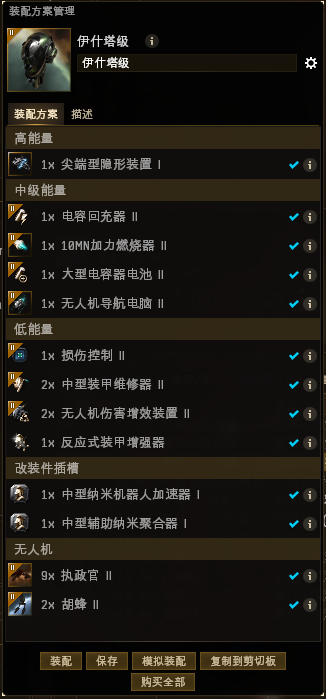 装配方案管理
伊什塔级
伊什塔级
装配方案 描述
高能量
1x 尖端型隐形装置 I
中级能量
1x 电容回充器 II
1x 10MN加力燃烧器 II
1x 大型电容器电池 II
1x 无人机导航电脑 II
低能量
1x 损伤控制 II
2x 中型装甲维修器 II
2x 无人机伤害增效装置 II
1x 反应式装甲增强器
改装件插槽
1x 中型纳米机器人加速器 I
1x 中型辅助纳米聚合器 I
无人机
9x 执政官 II
2x 胡蜂 II
装配 保存 模拟装配 复制到剪切板
购买全部